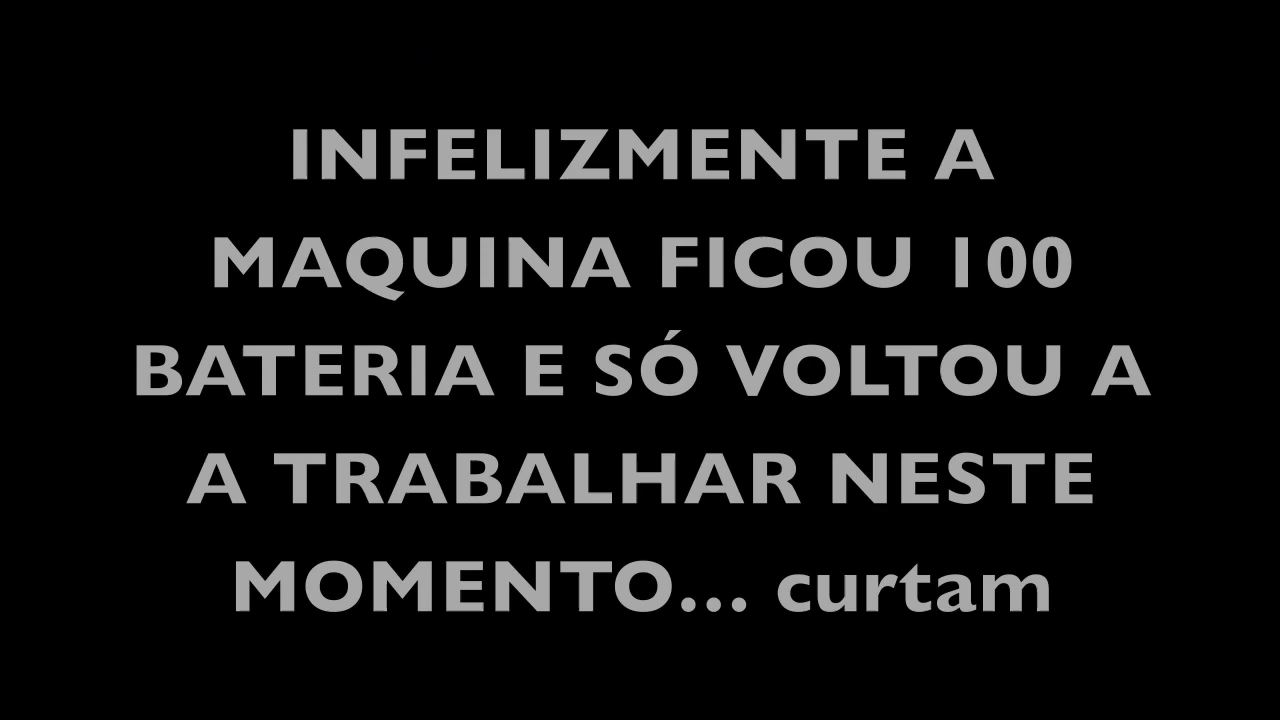 INFELIZMENTE A
MAQUINA FICOU 100
BATERIA E SÓ VOLTOU A
A TRABALHAR NESTE
MOMENTO... curtam